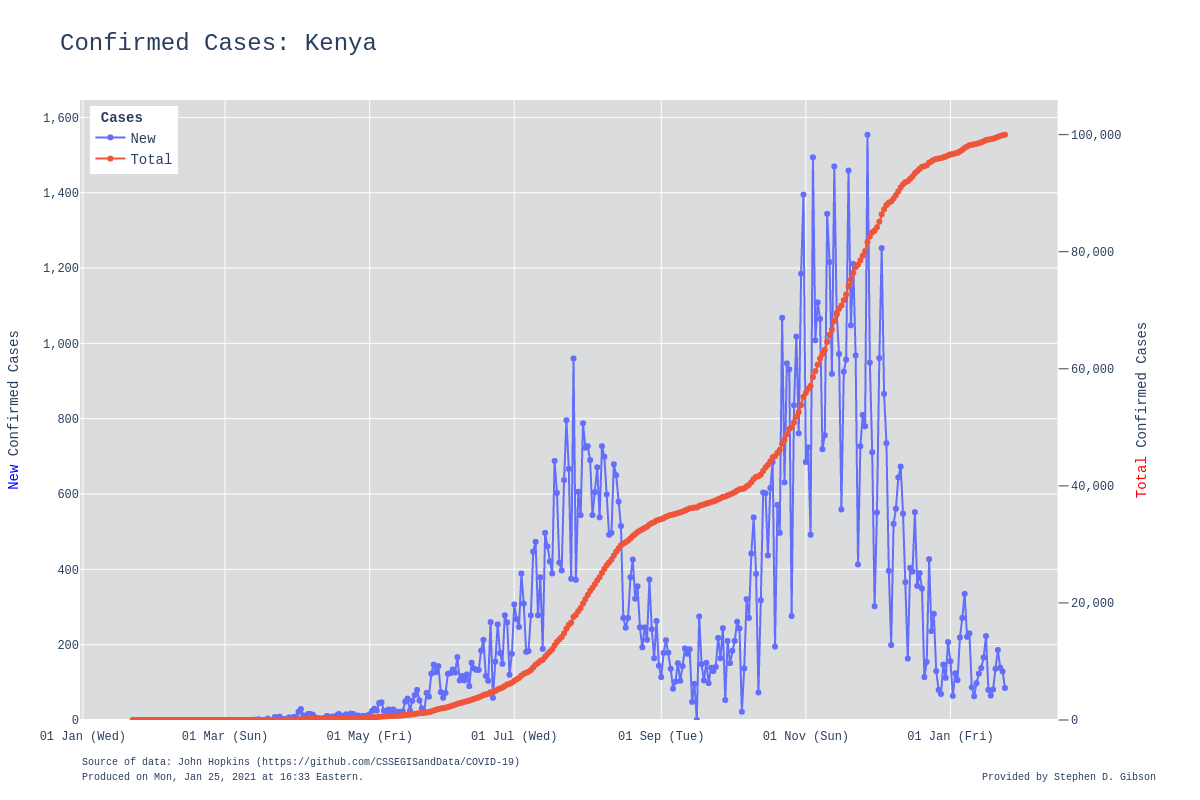 Confirmed Cases: Kenya
Cases
New
Total
1,600
1,400
1,200
1,000
800
600
400
200
0
100,000
80,000
60,000
40,000
20,000
0
New Confirmed Cases
Total Confirmed Cases
01 Jan (Wed)
01 Mar (Sun)
01 May (Fri)
01 Jul (Wed)
01 Sep (Tue)
01 Nov (Sun)
01 Jan (Fri)
Source of data: John Hopkins (https://github.com/CSSEGISandData/COVID-19)
Produced on Mon, Jan 25, 2021 at 16:33 Eastern.
Provided by Stephen D. Gibson